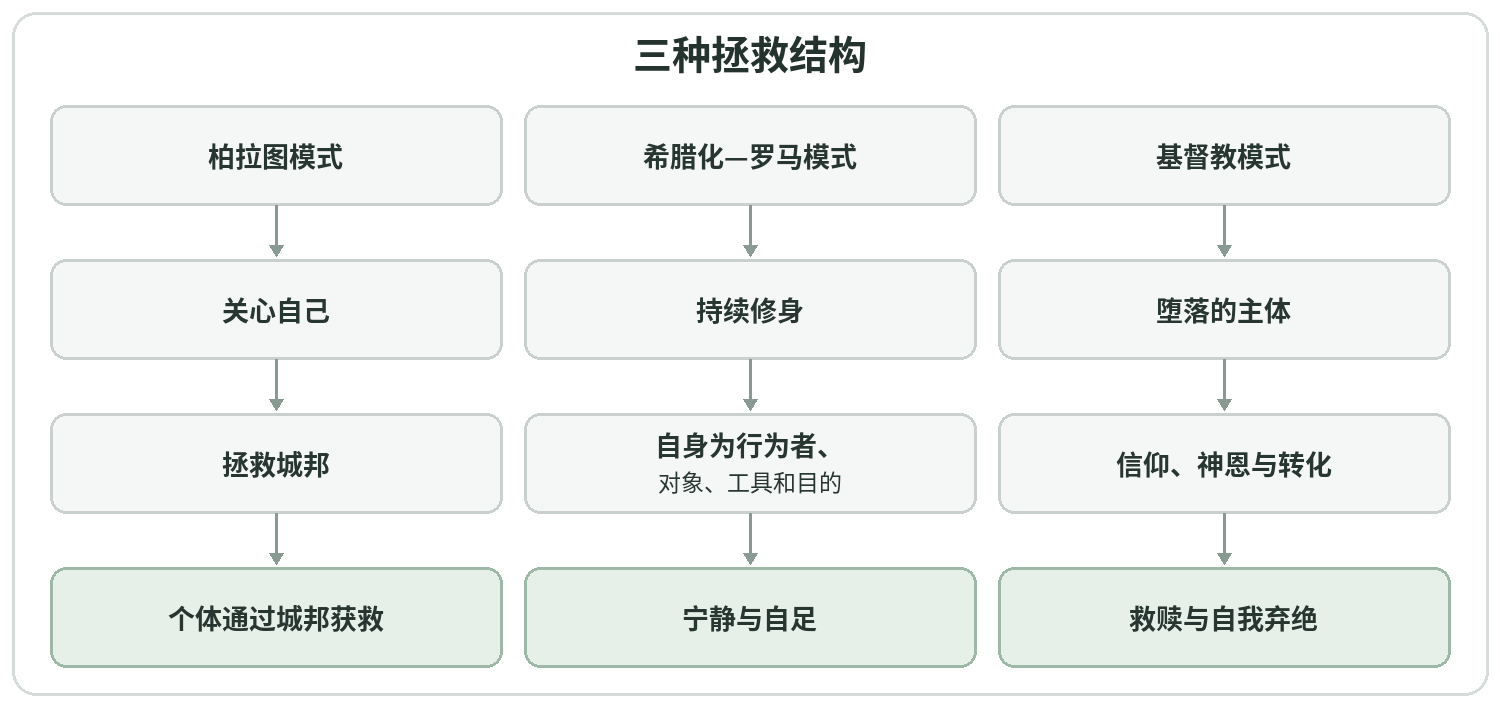 三种拯救结构
柏拉图模式
希腊化—罗马模式
基督教模式
关心自己
持续修身
堕落的主体
拯救城邦
自身为行为者、
对象、工具和目的
信仰、神恩与转化
个体通过城邦获救
宁静与自足
救赎与自我弃绝